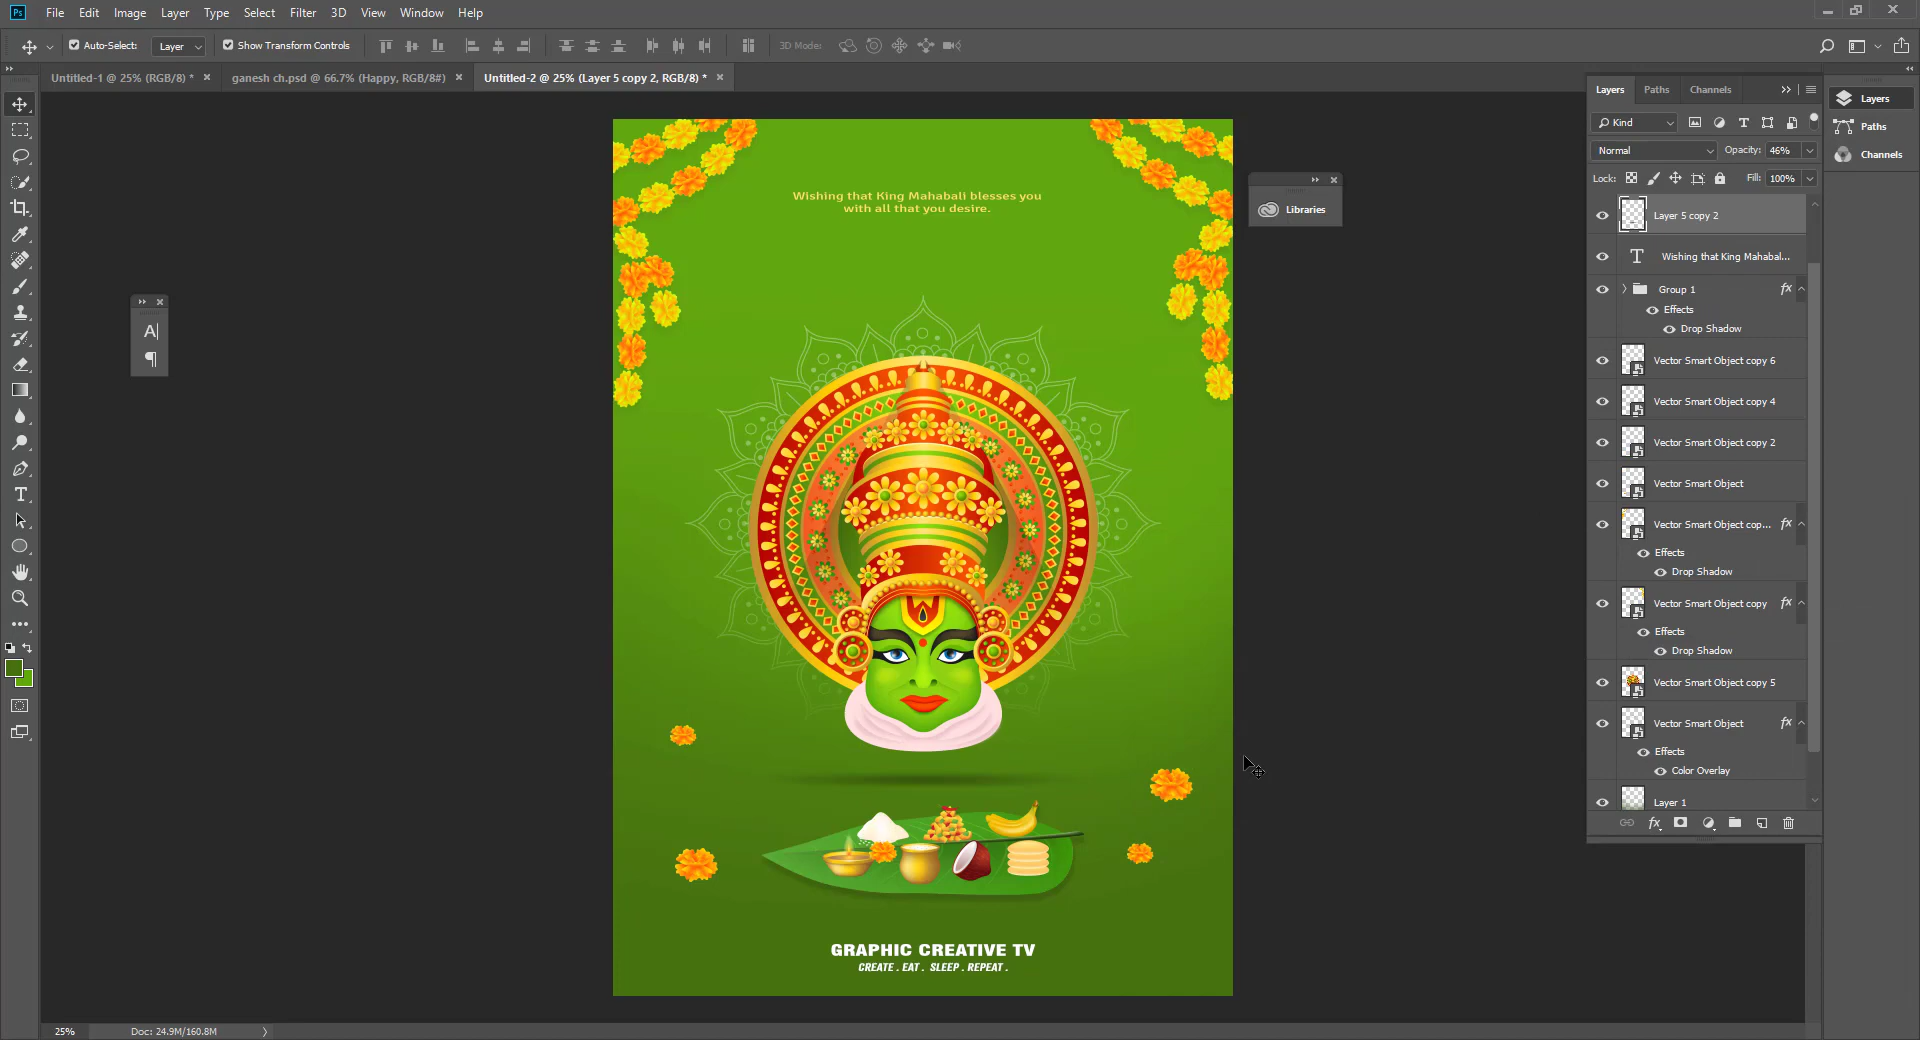 Ps File Edit Image Layer Type Select Filter 3D View Window Help
Auto-Select: Layer Show Transform Controls 3D Mode:
Untitled-1 @ 25% (RGB/8) * ganesh ch.psd @ 66.7% (Happy, RGB/8#) Untitled-2 @ 25% (Layer 5 copy 2, RGB/8) *
Wishing that King Mahabali blesses you
with all that you desire.
GRAPHIC CREATIVE TV
CREATE . EAT . SLEEP . REPEAT .
Libraries
A
¶
T
Layers Paths Channels
Kind
Normal Opacity: 46%
Lock: Fill: 100%
Layer 5 copy 2
T Wishing that King Mahabal...
Group 1 fx
Effects
Drop Shadow
Vector Smart Object copy 6
Vector Smart Object copy 4
Vector Smart Object copy 2
Vector Smart Object
Vector Smart Object cop... fx
Effects
Drop Shadow
Vector Smart Object copy fx
Effects
Drop Shadow
Vector Smart Object copy 5
Vector Smart Object fx
Effects
Color Overlay
Layer 1
fx
Layers
Paths
Channels
25% Doc: 24.9M/160.8M